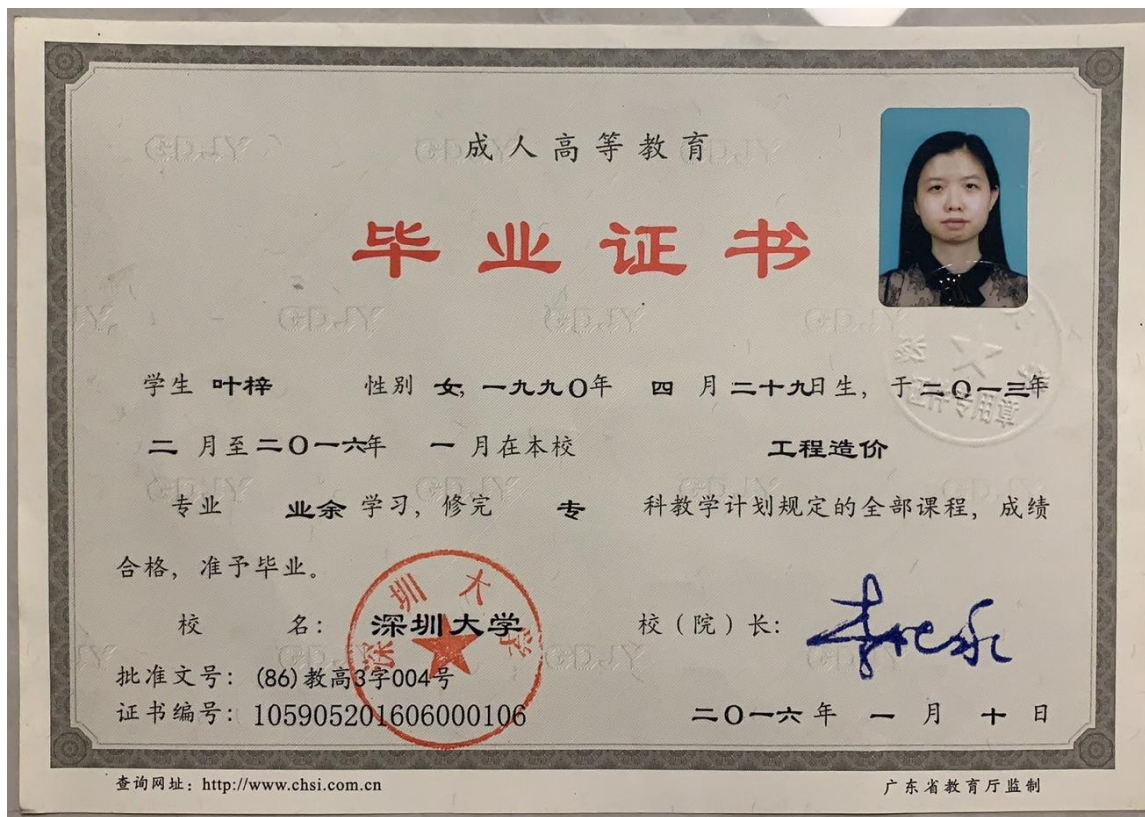 成人高等教育
毕业证书
学生 叶梓 性别 女, 一九九〇年 四 月 二十九日生, 于二〇一三年
二 月至二〇一六年 一 月在本校 工程造价
专业 业余 学习, 修完 专 科教学计划规定的全部课程, 成绩
合格, 准予毕业。
校 名: 深圳大学 校(院)长:
批准文号: (86)教高3字004号
证书编号: 105905201606000106 二〇一六年 一 月 十 日
深圳大学
查询网址: http://www.chsi.com.cn 广东省教育厅监制
GDJY